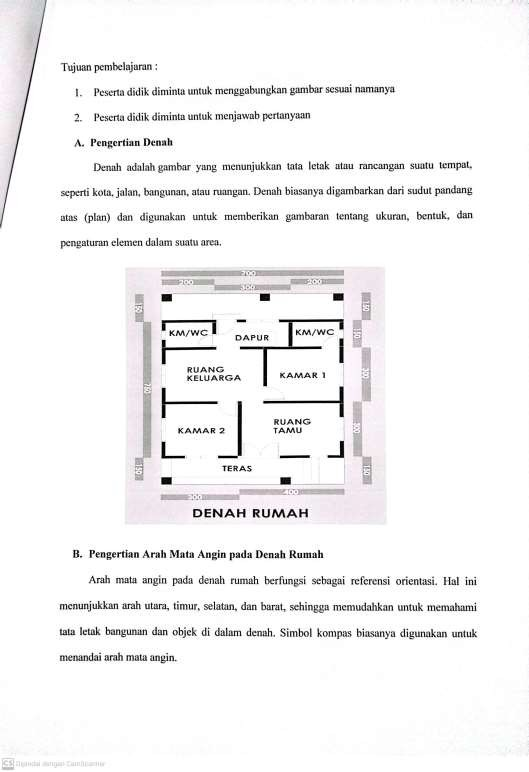 Tujuan pembelajaran :
1. Peserta didik diminta untuk menggabungkan gambar sesuai namanya
2. Peserta didik diminta untuk menjawab pertanyaan
A. Pengertian Denah
Denah adalah gambar yang menunjukkan tata letak atau rancangan suatu tempat,
seperti kota, jalan, bangunan, atau ruangan. Denah biasanya digambarkan dari sudut pandang
atas (plan) dan digunakan untuk memberikan gambaran tentang ukuran, bentuk, dan
pengaturan elemen dalam suatu area.
700
200 200
300
150 150
KM/WC DAPUR KM/WC
RUANG
KELUARGA
KAMAR 1
KAMAR 2
RUANG
TAMU
TERAS
150 150
300 400
DENAH RUMAH
B. Pengertian Arah Mata Angin pada Denah Rumah
Arah mata angin pada denah rumah berfungsi sebagai referensi orientasi. Hal ini
menunjukkan arah utara, timur, selatan, dan barat, sehingga memudahkan untuk memahami
tata letak bangunan dan objek di dalam denah. Simbol kompas biasanya digunakan untuk
menandai arah mata angin.
CS Dipindai dengan CamScanner